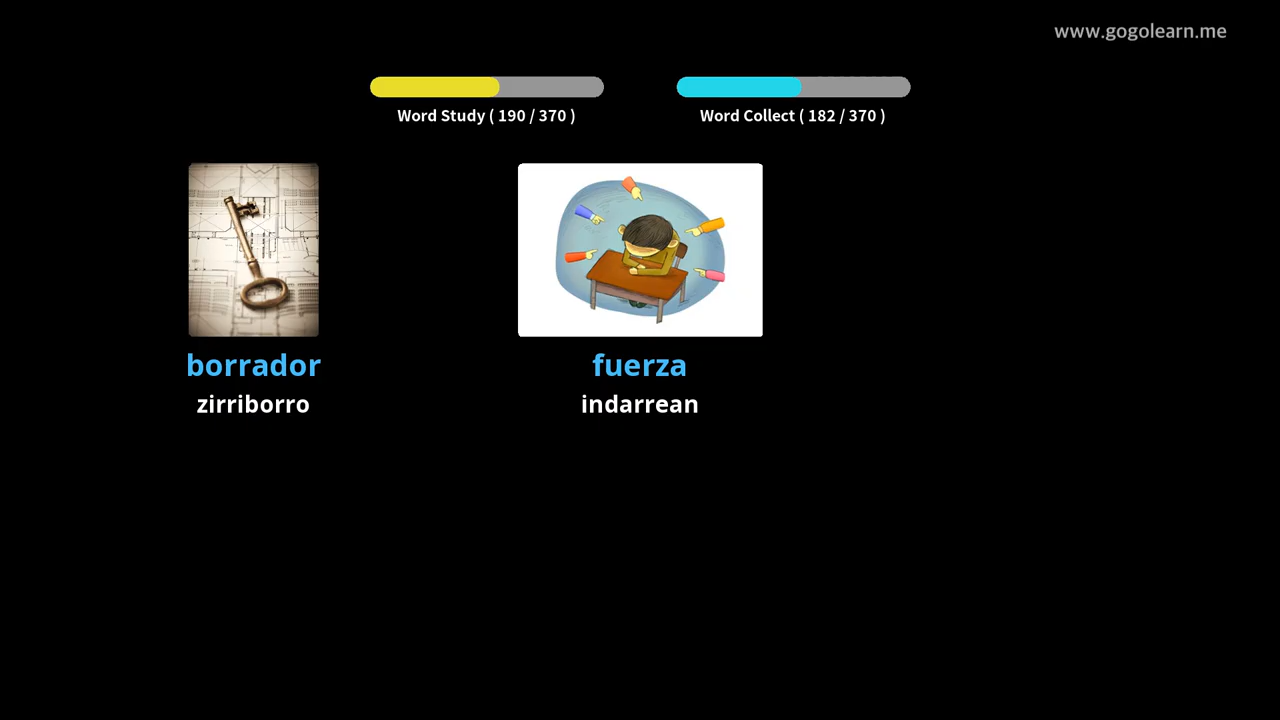 www.gogolearn.me
Word Study ( 190 / 370 )
Word Collect ( 182 / 370 )
borrador
zirriborro
fuerza
indarrean